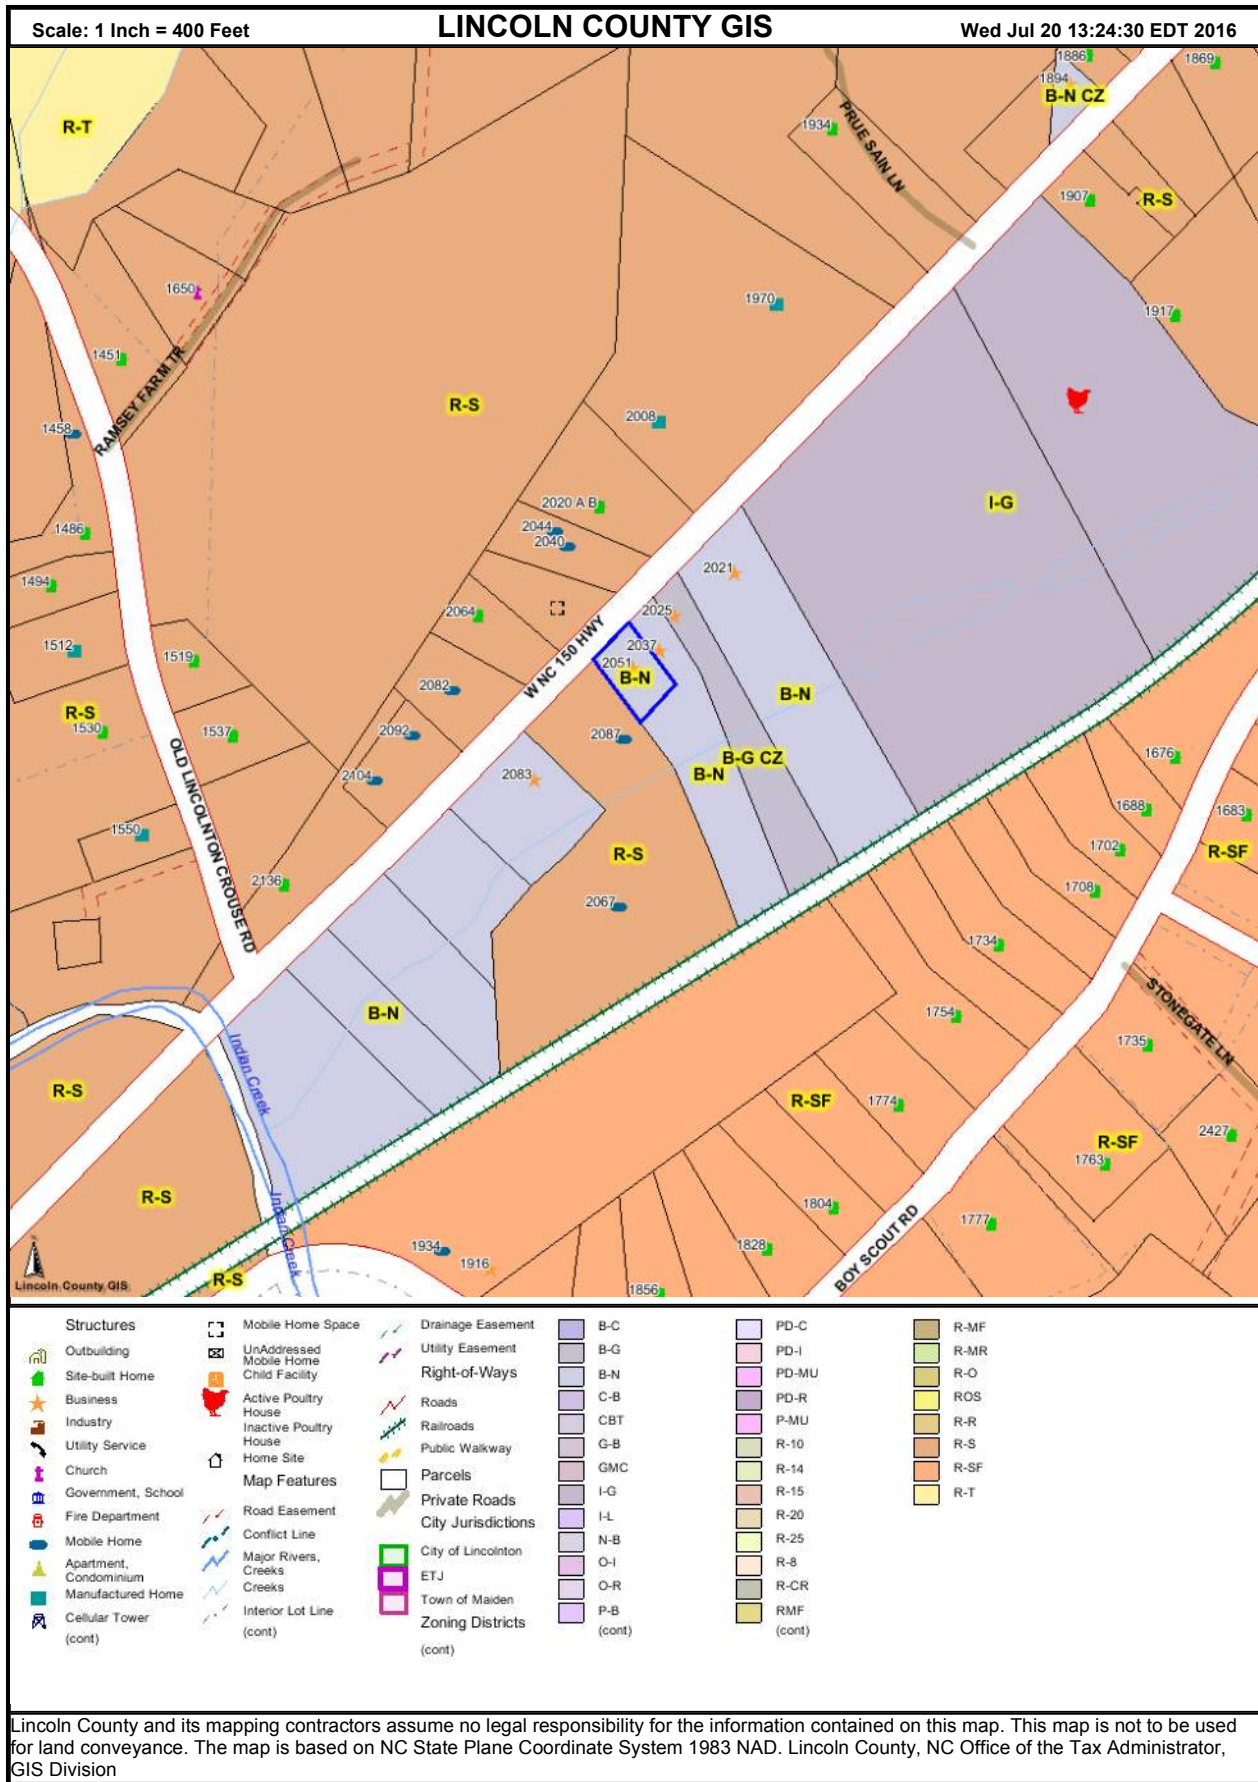 Scale: 1 Inch = 400 Feet
LINCOLN COUNTY GIS
Wed Jul 20 13:24:30 EDT 2016
R-T
1886
1869
1894
B-N CZ
1934
PRUE SAIN LN
1907
R-S
1650
1970
1917
1451
RAMSEY FARM TR
R-S
2008
1458
I-G
2020 A B
2044
2040
1486
2021
1494
2064
2025
1512
1519
W NC 150 HWY
2037
2051
B-N
2082
B-N
R-S
1530
1537
2092
2087
OLD LINCOLNTON CROUSE RD
2104
2083
B-G CZ
B-N
1676
1688
1683
1550
1702
R-SF
R-S
2136
2067
1708
1734
STONEGATE LN
B-N
1754
Indian Creek
1735
R-S
R-SF
1774
R-SF
2427
1763
R-S
Indian Creek
1804
1777
1934
1828
BOY SCOUT RD
1916
R-S
1856
Lincoln County GIS
Structures
Outbuilding
Site-built Home
Business
Industry
Utility Service
Church
Government, School
Fire Department
Mobile Home
Apartment,
Condominium
Manufactured Home
Cellular Tower
(cont)
Mobile Home Space
UnAddressed
Mobile Home
Child Facility
Active Poultry
House
Inactive Poultry
House
Home Site
Map Features
Road Easement
Conflict Line
Major Rivers,
Creeks
Creeks
Interior Lot Line
(cont)
Drainage Easement
Utility Easement
Right-of-Ways
Roads
Railroads
Public Walkway
Parcels
Private Roads
City Jurisdictions
City of Lincolnton
ETJ
Town of Maiden
Zoning Districts
(cont)
B-C
B-G
B-N
C-B
CBT
G-B
GMC
I-G
I-L
N-B
O-I
O-R
P-B
(cont)
PD-C
PD-I
PD-MU
PD-R
P-MU
R-10
R-14
R-15
R-20
R-25
R-8
R-CR
RMF
(cont)
R-MF
R-MR
R-O
ROS
R-R
R-S
R-SF
R-T
Lincoln County and its mapping contractors assume no legal responsibility for the information contained on this map. This map is not to be used
for land conveyance. The map is based on NC State Plane Coordinate System 1983 NAD. Lincoln County, NC Office of the Tax Administrator,
GIS Division